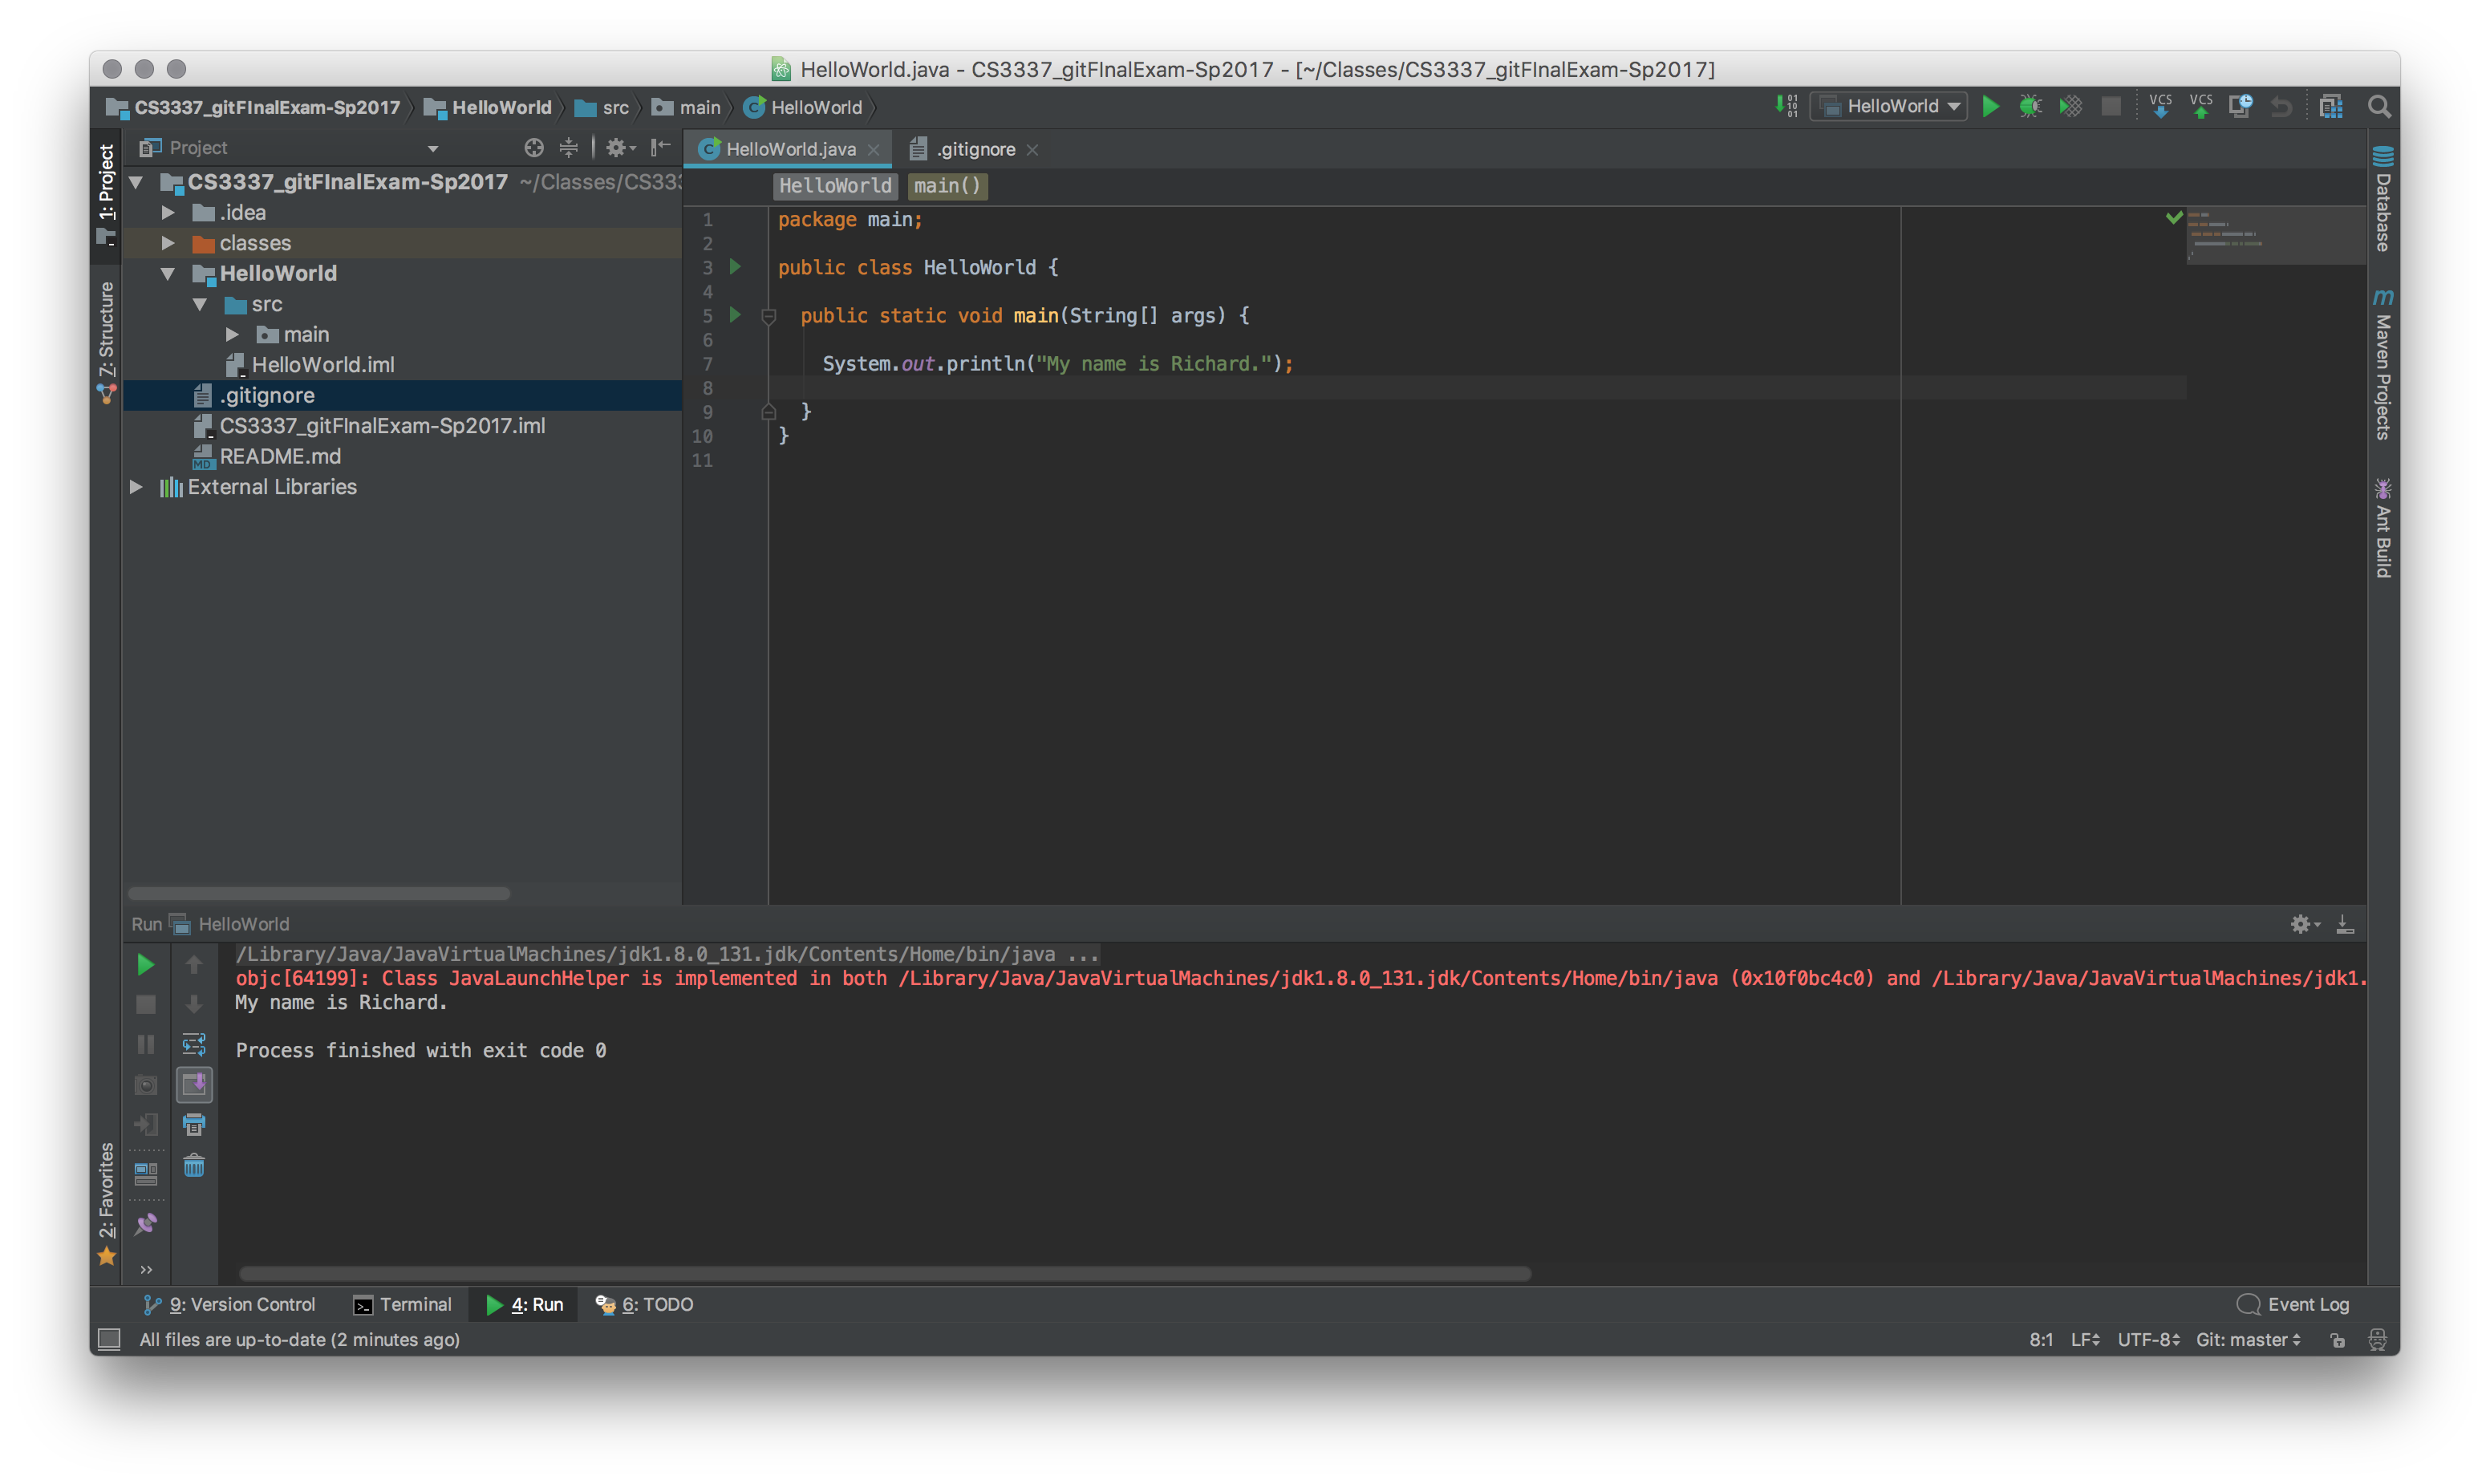 HelloWorld.java - CS3337_gitFInalExam-Sp2017 - [~/Classes/CS3337_gitFInalExam-Sp2017]
CS3337_gitFInalExam-Sp2017 HelloWorld src main HelloWorld
HelloWorld VCS VCS
1: Project
7: Structure
2: Favorites
Project
CS3337_gitFInalExam-Sp2017 ~/Classes/CS33
.idea
classes
HelloWorld
src
main
HelloWorld.iml
.gitignore
CS3337_gitFInalExam-Sp2017.iml
README.md
External Libraries
HelloWorld.java .gitignore
HelloWorld main()
1 package main;
2
3 public class HelloWorld {
4
5 public static void main(String[] args) {
6
7 System.out.println("My name is Richard.");
8
9 }
10 }
11
Database
Maven Projects
Ant Build
Run HelloWorld
/Library/Java/JavaVirtualMachines/jdk1.8.0_131.jdk/Contents/Home/bin/java ...
objc[64199]: Class JavaLaunchHelper is implemented in both /Library/Java/JavaVirtualMachines/jdk1.8.0_131.jdk/Contents/Home/bin/java (0x10f0bc4c0) and /Library/Java/JavaVirtualMachines/jdk1.
My name is Richard.
Process finished with exit code 0
9: Version Control Terminal 4: Run 6: TODO Event Log
All files are up-to-date (2 minutes ago) 8:1 LF UTF-8 Git: master